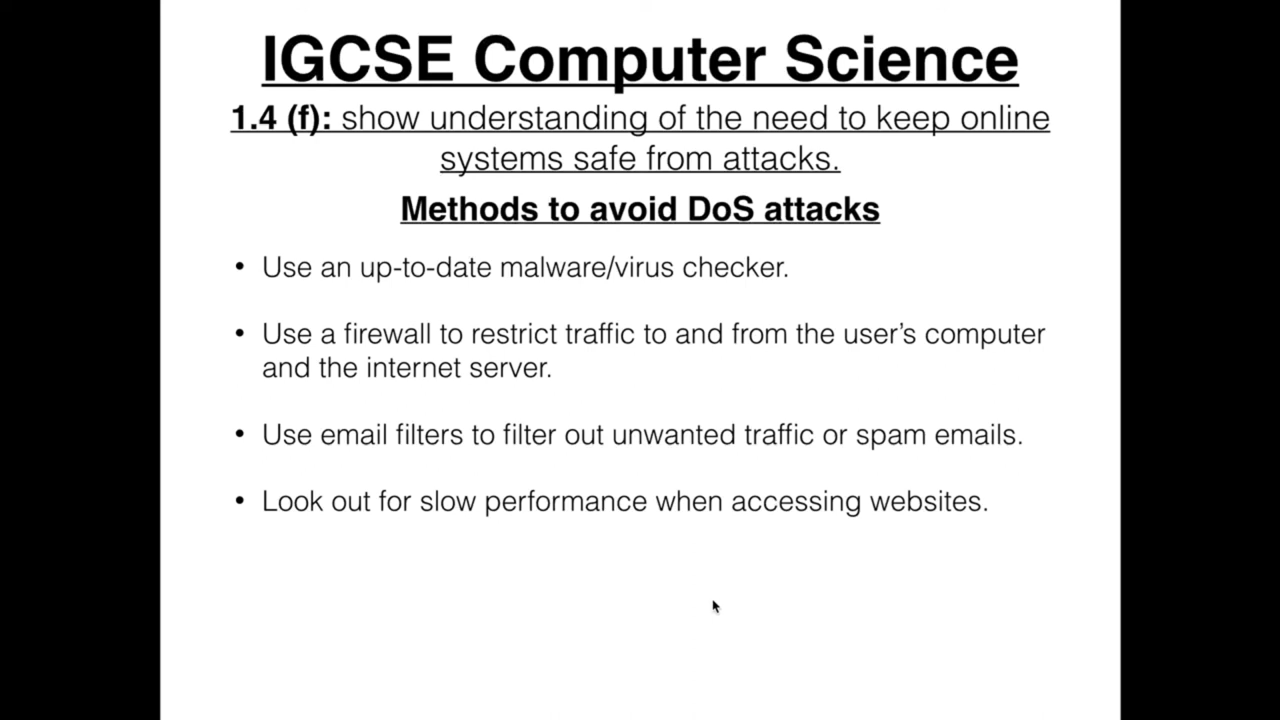 IGCSE Computer Science
1.4 (f): show understanding of the need to keep online
systems safe from attacks.
Methods to avoid DoS attacks
• Use an up-to-date malware/virus checker.
• Use a firewall to restrict traffic to and from the user’s computer
and the internet server.
• Use email filters to filter out unwanted traffic or spam emails.
• Look out for slow performance when accessing websites.